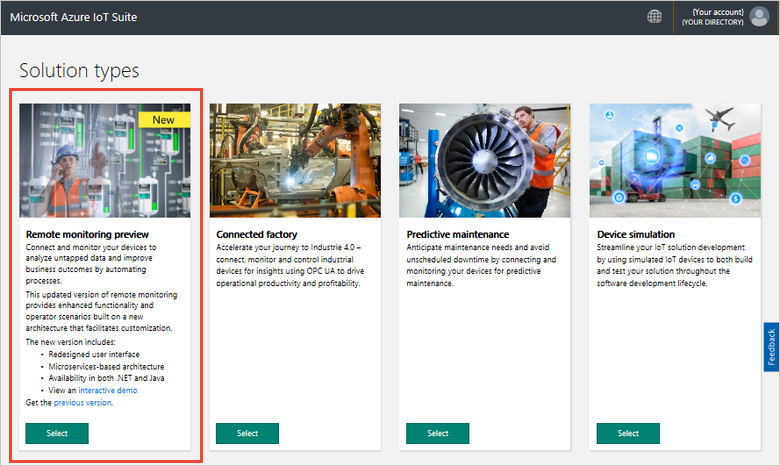 Microsoft Azure IoT Suite
{Your account}
(YOUR DIRECTORY)
Solution types
New
Remote monitoring preview
Connect and monitor your devices to
analyze untapped data and improve
business outcomes by automating
processes.
This updated version of remote monitoring
provides enhanced functionality and
operator scenarios built on a new
architecture that facilitates customization.
The new version includes:
• Redesigned user interface
• Microservices-based architecture
• Availability in both .NET and Java
• View an interactive demo
Get the previous version.
Select
Connected factory
Accelerate your journey to Industrie 4.0 –
connect, monitor and control industrial
devices for insights using OPC UA to drive
operational productivity and profitability.
Select
Predictive maintenance
Anticipate maintenance needs and avoid
unscheduled downtime by connecting and
monitoring your devices for predictive
maintenance.
Select
Device simulation
Streamline your IoT solution development
by using simulated IoT devices to both build
and test your solution throughout the
software development lifecycle.
Select
Feedback